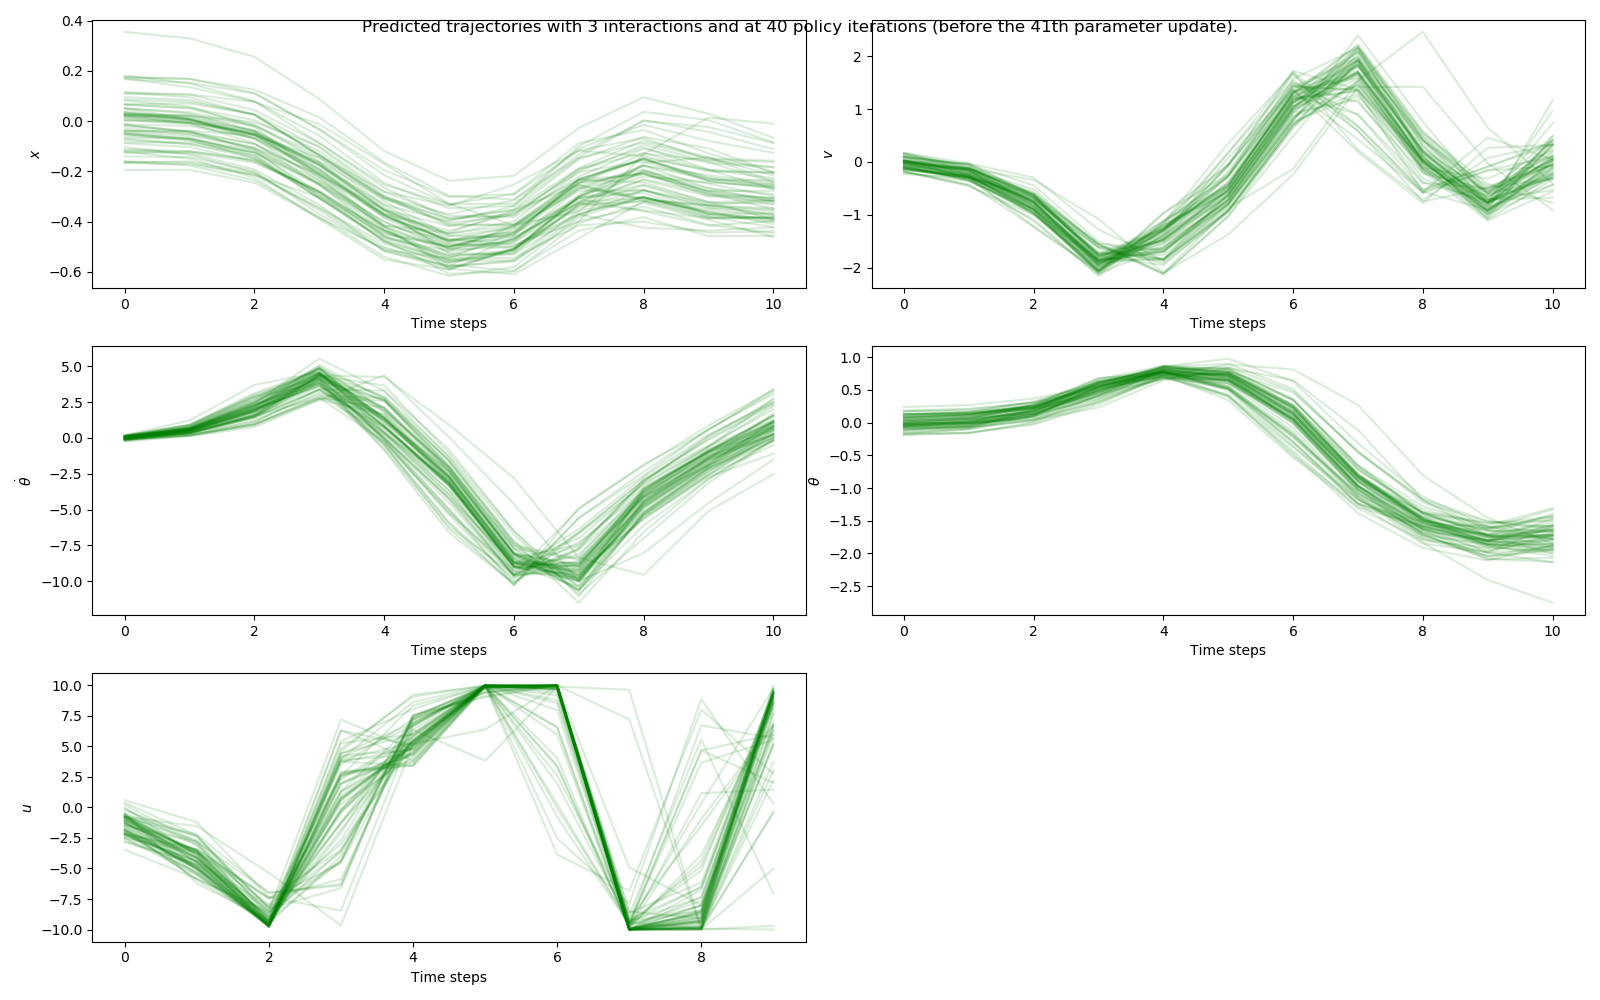 Predicted trajectories with 3 interactions and at 40 policy iterations (before the 41th parameter update).
0.4
0.2
0.0
−0.2
−0.4
−0.6
x
0 2 4 6 8 10
Time steps
2
1
0
−1
−2
v
0 2 4 6 8 10
Time steps
5.0
2.5
0.0
−2.5
−5.0
−7.5
−10.0
θ̇
0 2 4 6 8 10
Time steps
1.0
0.5
0.0
−0.5
−1.0
−1.5
−2.0
−2.5
θ
0 2 4 6 8 10
Time steps
10.0
7.5
5.0
2.5
0.0
−2.5
−5.0
−7.5
−10.0
u
0 2 4 6 8
Time steps